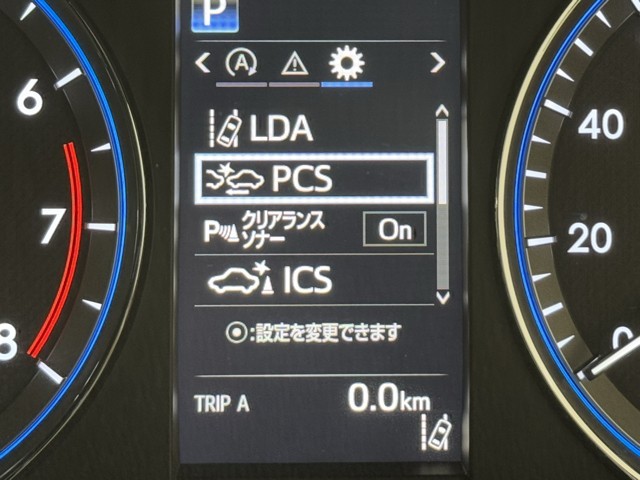 P
A
LDA
PCS
P クリアランス
ソナー On
ICS
:設定を変更できます
TRIP A 0.0km
6
7
8
40
20
0